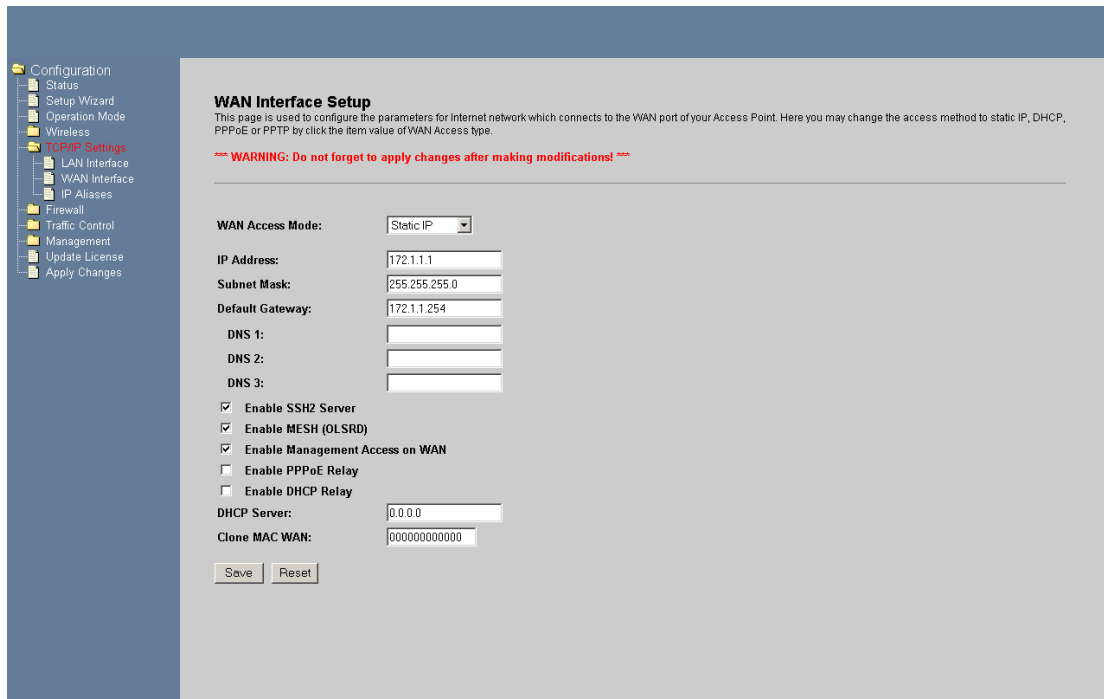 Configuration
Status
Setup Wizard
Operation Mode
Wireless
TCP/IP Settings
LAN Interface
WAN Interface
IP Aliases
Firewall
Traffic Control
Management
Update License
Apply Changes
WAN Interface Setup
This page is used to configure the parameters for Internet network which connects to the WAN port of your Access Point. Here you may change the access method to static IP, DHCP,
PPPoE or PPTP by click the item value of WAN Access type.
*** WARNING: Do not forget to apply changes after making modifications! ***
WAN Access Mode: Static IP
IP Address: 172.1.1.1
Subnet Mask: 255.255.255.0
Default Gateway: 172.1.1.254
DNS 1:
DNS 2:
DNS 3:
Enable SSH2 Server
Enable MESH (OLSRD)
Enable Management Access on WAN
Enable PPPoE Relay
Enable DHCP Relay
DHCP Server: 0.0.0.0
Clone MAC WAN: 000000000000
Save Reset